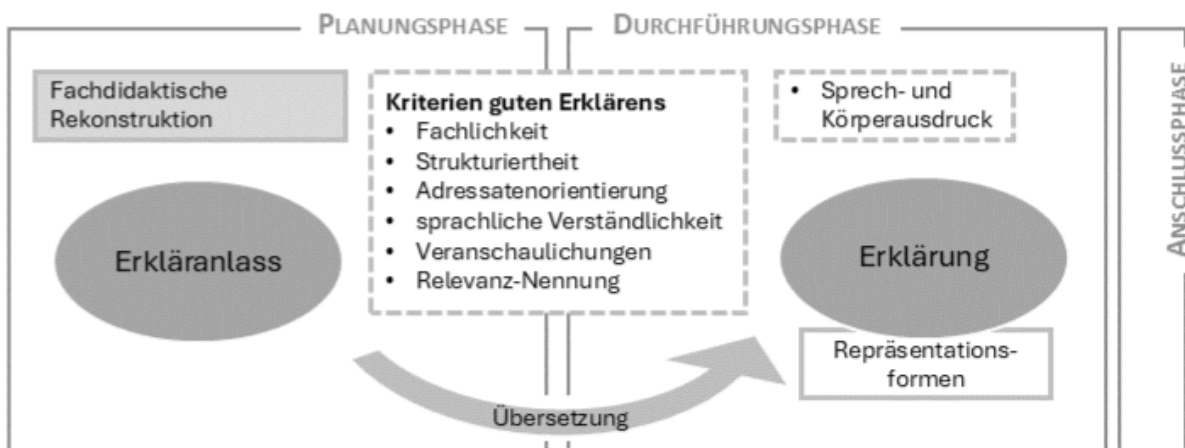 PLANUNGSPHASE
DURCHFÜHRUNGSPHASE
Fachdidaktische
Rekonstruktion
Kriterien guten Erklärens
• Fachlichkeit
• Strukturiertheit
• Adressatenorientierung
• sprachliche Verständlichkeit
• Veranschaulichungen
• Relevanz-Nennung
• Sprech- und
Körperausdruck
Erkläranlass
Erklärung
Repräsentations-
formen
Übersetzung
ANSCHLUSSPHASE